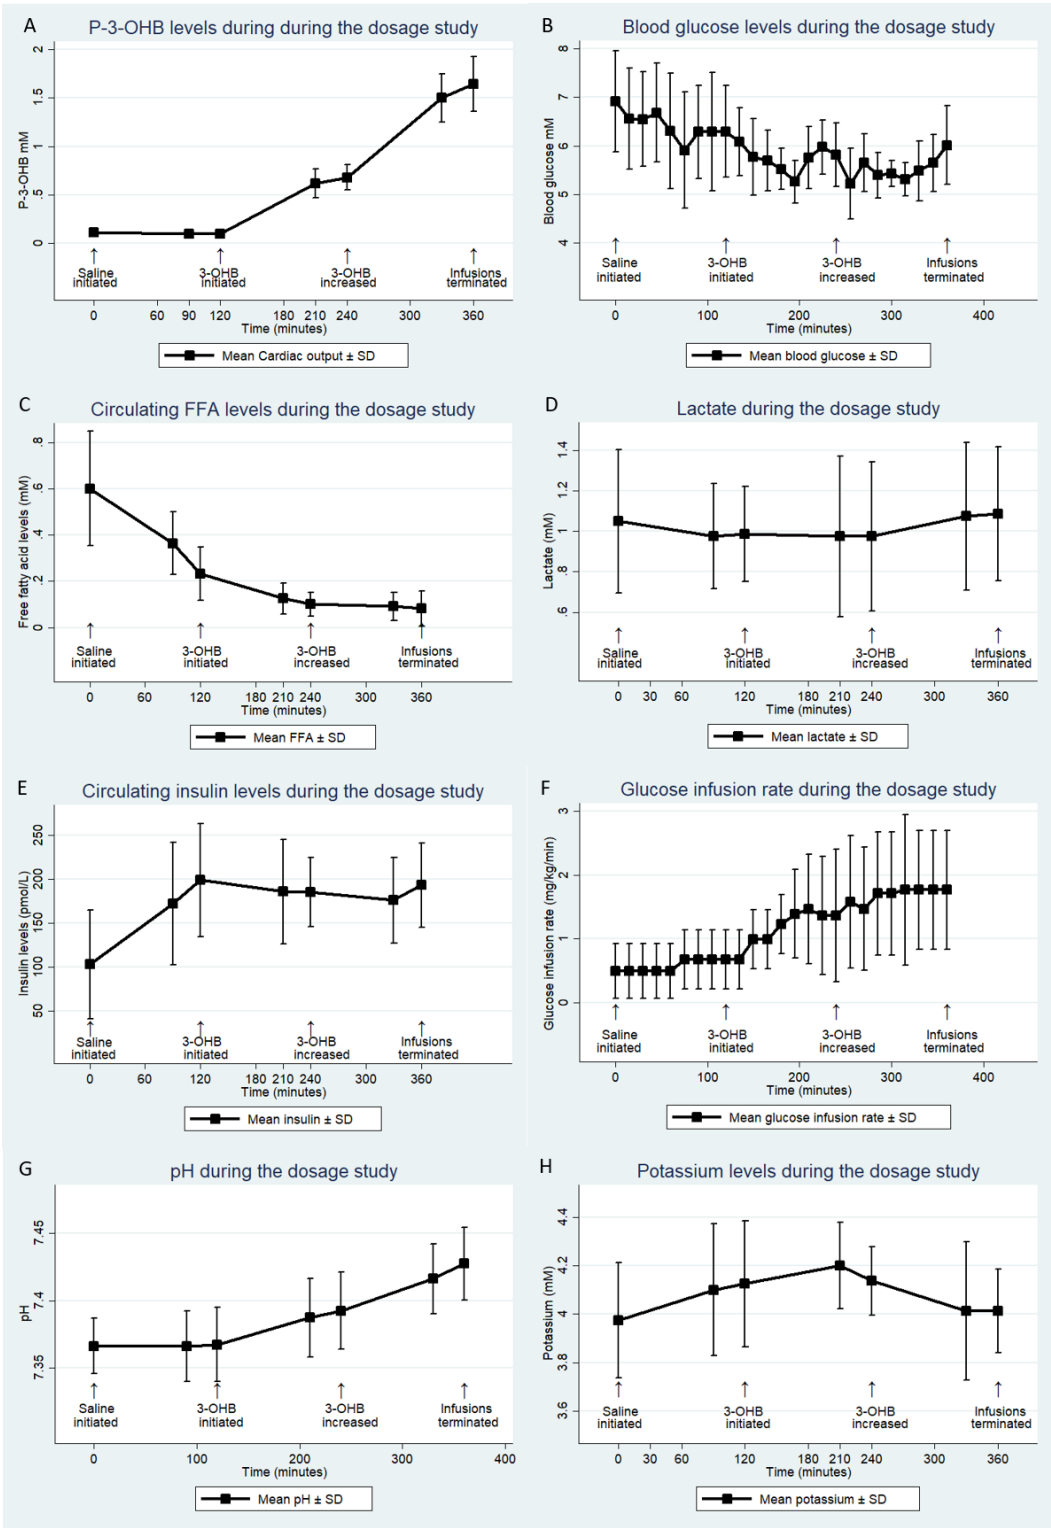 A
P-3-OHB levels during during the dosage study
P-3-OHB mM
2
1.5
1
.5
0
Saline
initiated
3-OHB
initiated
3-OHB
increased
Infusions
terminated
0 60 90 120 180 210 240 300 360
Time (minutes)
Mean Cardiac output ± SD
B
Blood glucose levels during the dosage study
Blood glucose mM
8
7
6
5
4
Saline
initiated
3-OHB
initiated
3-OHB
increased
Infusions
terminated
0 100 200 300 400
Time (minutes)
Mean blood glucose ± SD
C
Circulating FFA levels during the dosage study
Free fatty acid levels (mM)
.8
.6
.4
.2
0
Saline
initiated
3-OHB
initiated
3-OHB
increased
Infusions
terminated
0 60 120 180 210 240 300 360
Time (minutes)
Mean FFA ± SD
D
Lactate during the dosage study
Lactate (mM)
1.4
1.2
1
.8
.6
Saline
initiated
3-OHB
initiated
3-OHB
increased
Infusions
terminated
0 30 60 120 180 210 240 300 360
Time (minutes)
Mean lactate ± SD
E
Circulating insulin levels during the dosage study
Insulin levels (pmol/L)
250
200
150
100
50
Saline
initiated
3-OHB
initiated
3-OHB
increased
Infusions
terminated
0 60 120 180 210 240 300 360
Time (minutes)
Mean insulin ± SD
F
Glucose infusion rate during the dosage study
Glucose infusion rate (mg/kg/min)
3
2
1
0
Saline
initiated
3-OHB
initiated
3-OHB
increased
Infusions
terminated
0 100 200 300 400
Time (minutes)
Mean glucose infusion rate ± SD
G
pH during the dosage study
pH
7.45
7.4
7.35
Saline
initiated
3-OHB
initiated
3-OHB
increased
Infusions
terminated
0 100 200 300 400
Time (minutes)
Mean pH ± SD
H
Potassium levels during the dosage study
Potassium (mM)
4.4
4.2
4
3.8
3.6
Saline
initiated
3-OHB
initiated
3-OHB
increased
Infusions
terminated
0 30 60 120 180 210 240 300 360
Time (minutes)
Mean potassium ± SD